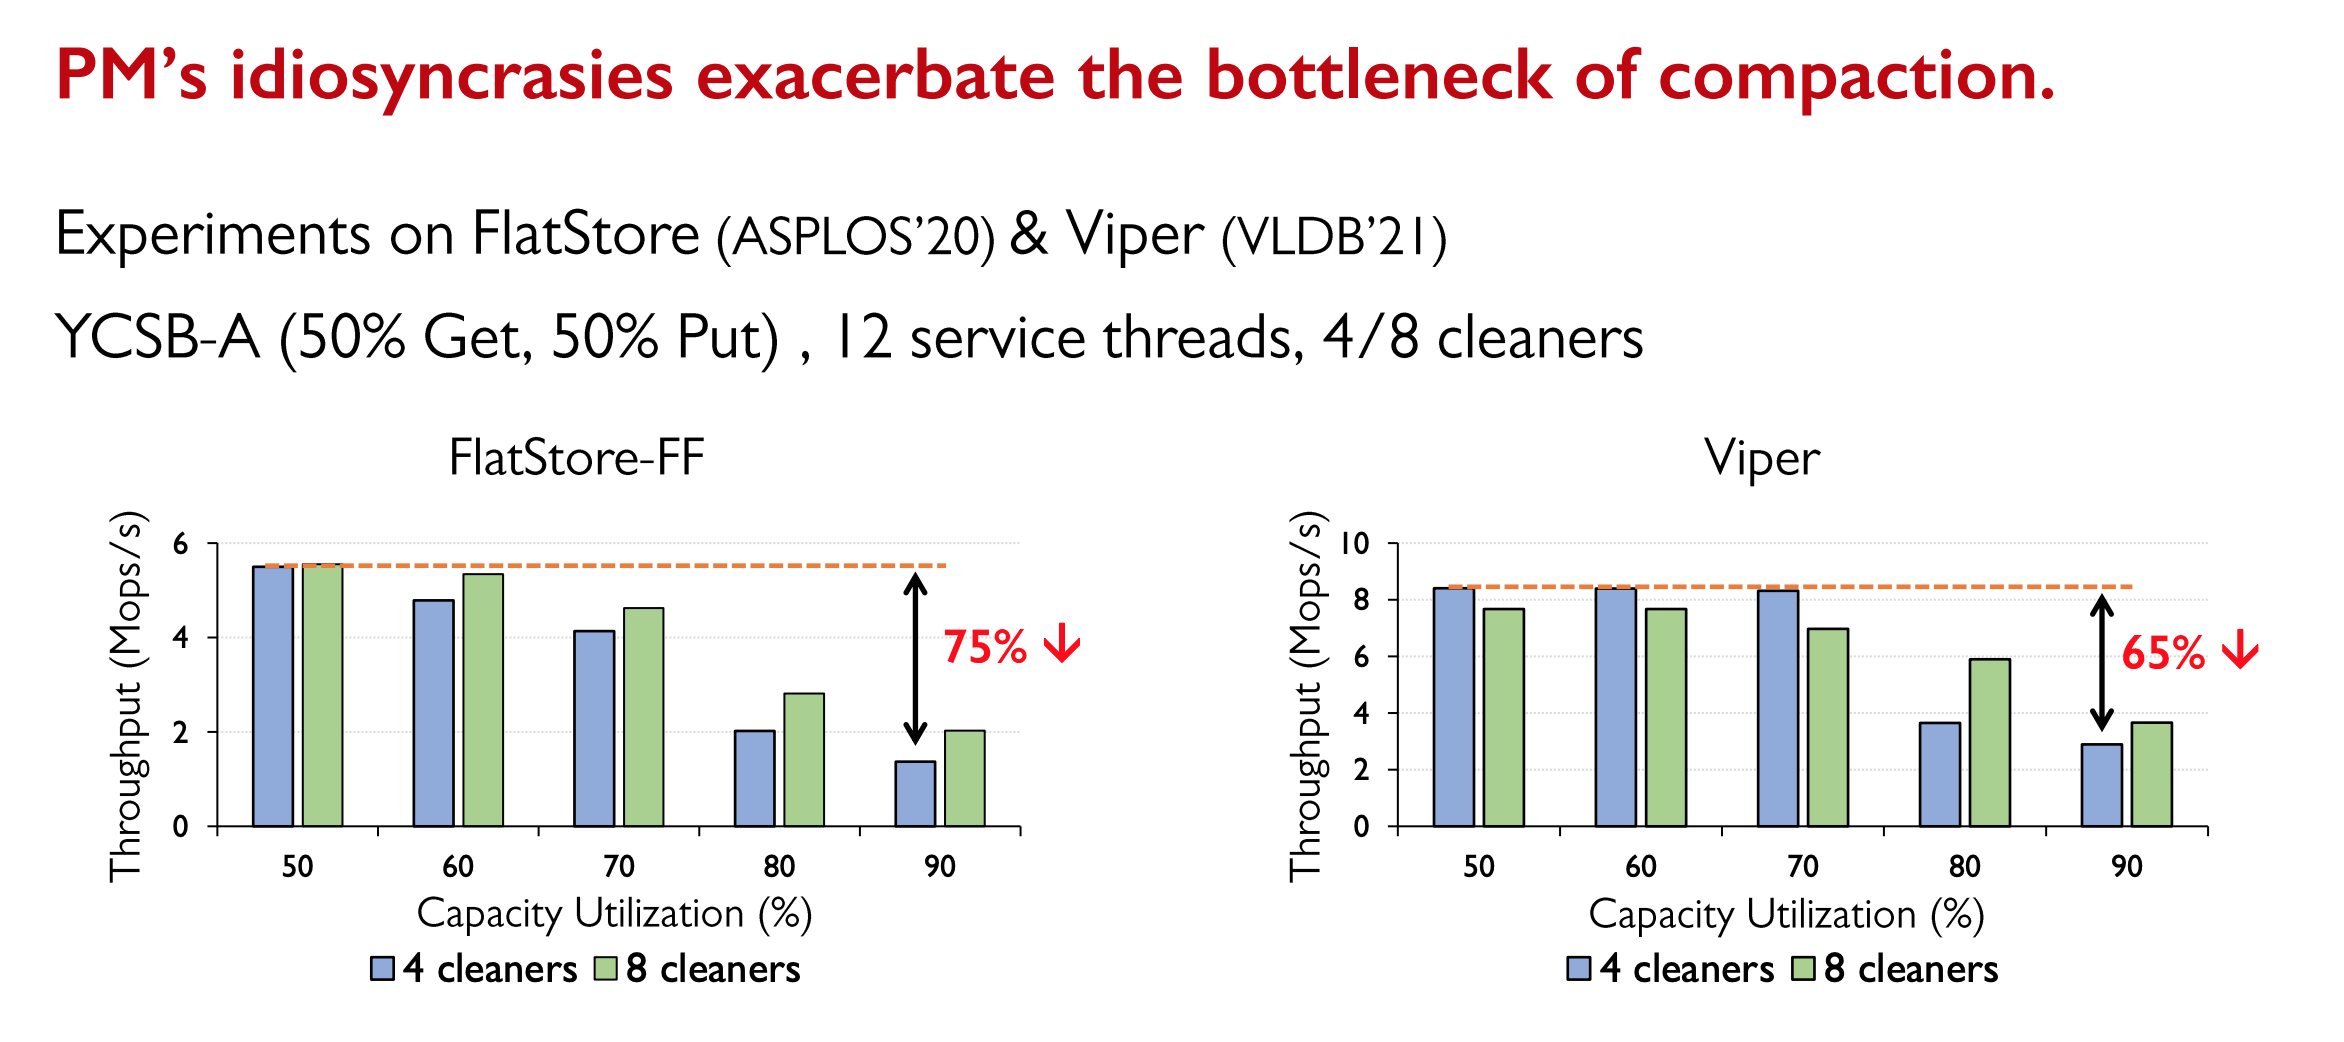 PM’s idiosyncrasies exacerbate the bottleneck of compaction.
Experiments on FlatStore (ASPLOS’20) & Viper (VLDB’21)
YCSB-A (50% Get, 50% Put) , 12 service threads, 4/8 cleaners
FlatStore-FF
Throughput (Mops/s)
6
4
2
0
75%
50 60 70 80 90
Capacity Utilization (%)
4 cleaners 8 cleaners
Viper
Throughput (Mops/s)
10
8
6
4
2
0
65%
50 60 70 80 90
Capacity Utilization (%)
4 cleaners 8 cleaners